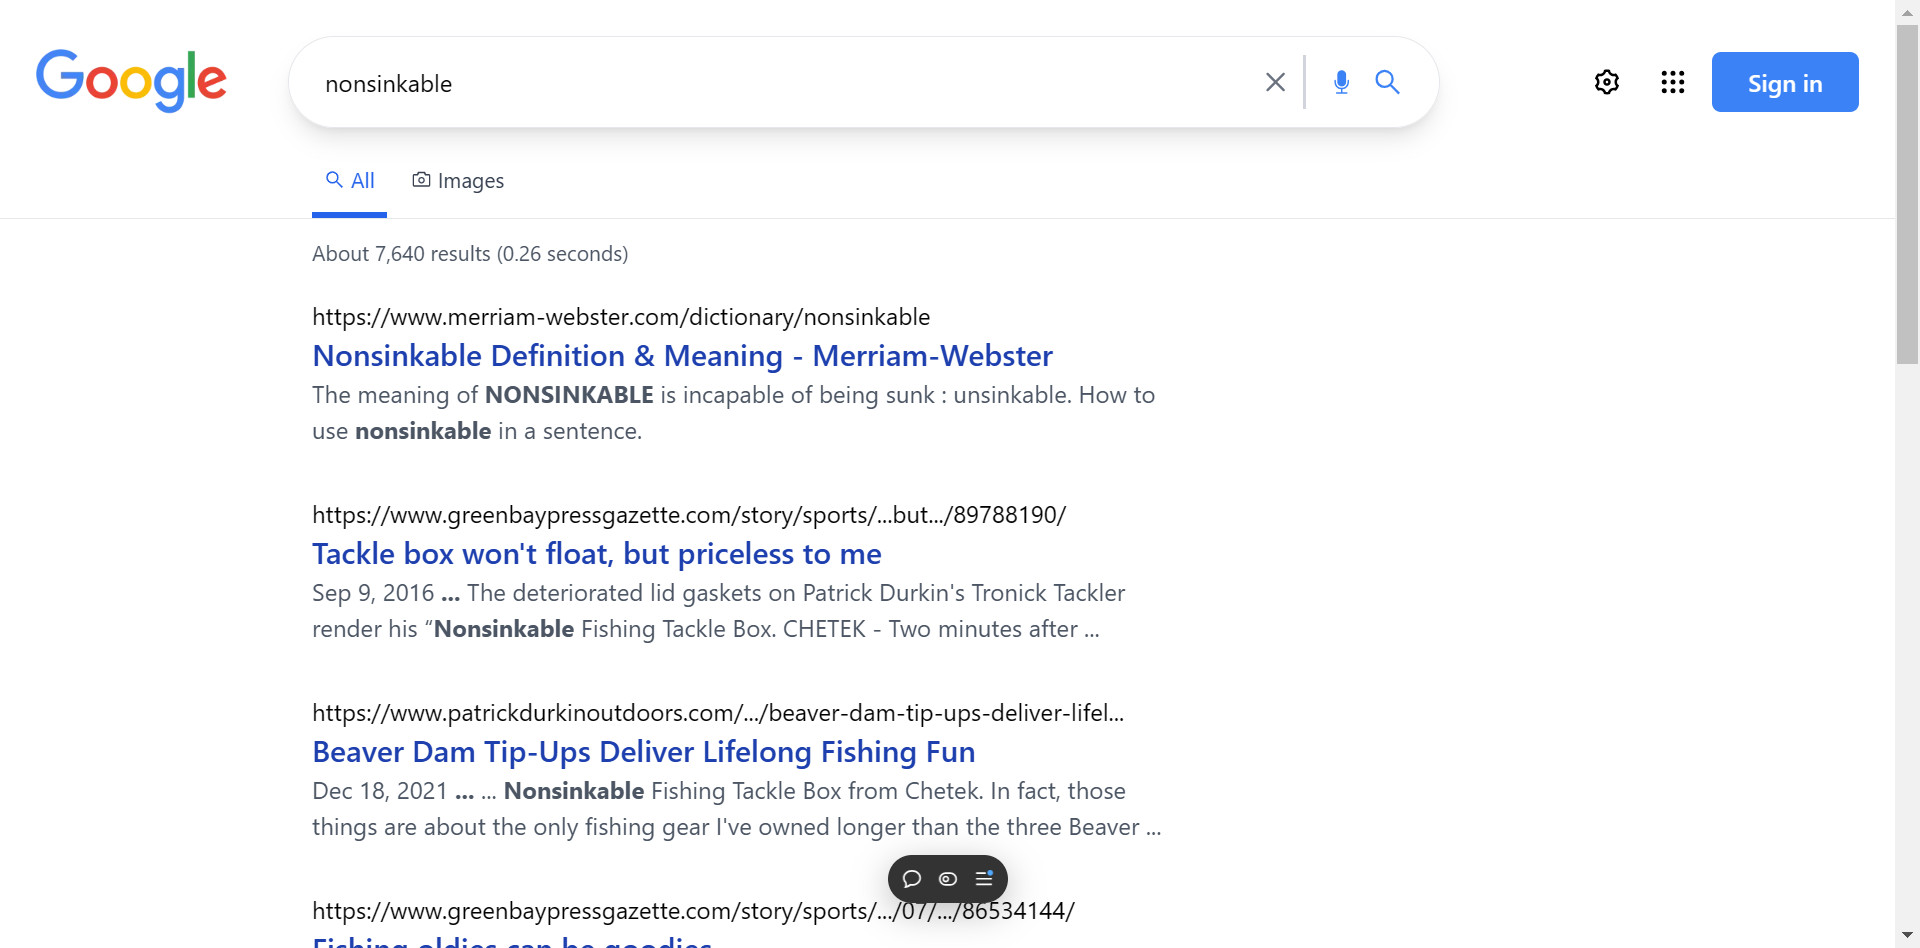 Google
nonsinkable
Sign in
All
Images
About 7,640 results (0.26 seconds)
https://www.merriam-webster.com/dictionary/nonsinkable
Nonsinkable Definition & Meaning - Merriam-Webster
The meaning of NONSINKABLE is incapable of being sunk : unsinkable. How to
use nonsinkable in a sentence.
https://www.greenbaypressgazette.com/story/sports/...but.../89788190/
Tackle box won't float, but priceless to me
Sep 9, 2016 ... The deteriorated lid gaskets on Patrick Durkin's Tronick Tackler
render his “Nonsinkable Fishing Tackle Box. CHETEK - Two minutes after ...
https://www.patrickdurkinoutdoors.com/.../beaver-dam-tip-ups-deliver-lifel...
Beaver Dam Tip-Ups Deliver Lifelong Fishing Fun
Dec 18, 2021 ... ... Nonsinkable Fishing Tackle Box from Chetek. In fact, those
things are about the only fishing gear I've owned longer than the three Beaver ...
https://www.greenbaypressgazette.com/story/sports/.../07/.../86534144/
Fishing oldies can be goodies